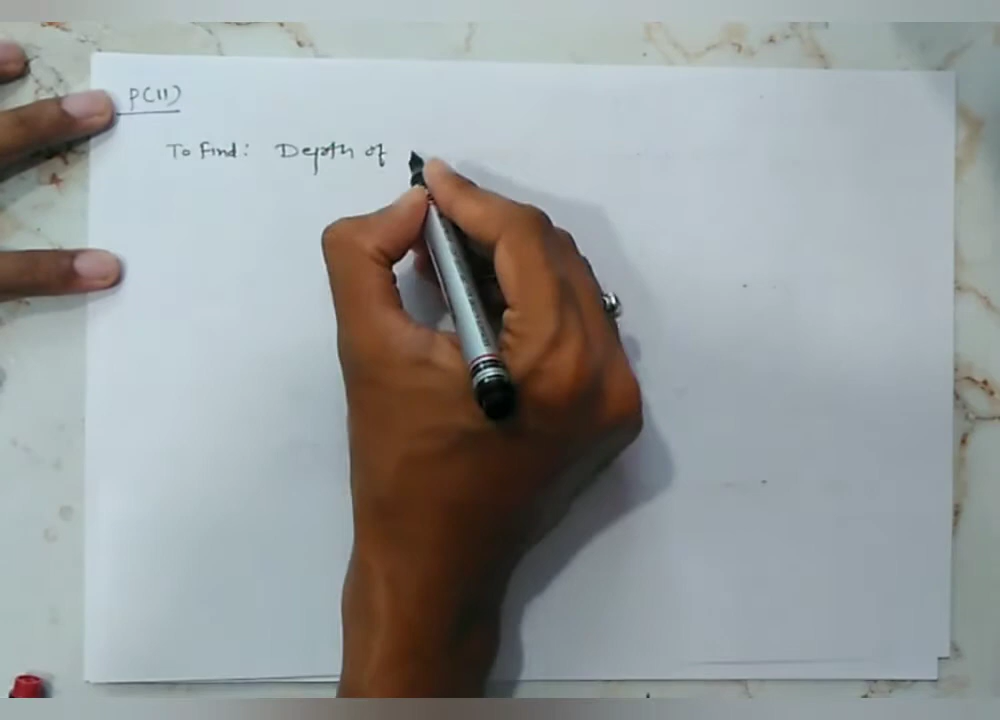 P(11)
To find: Depth of